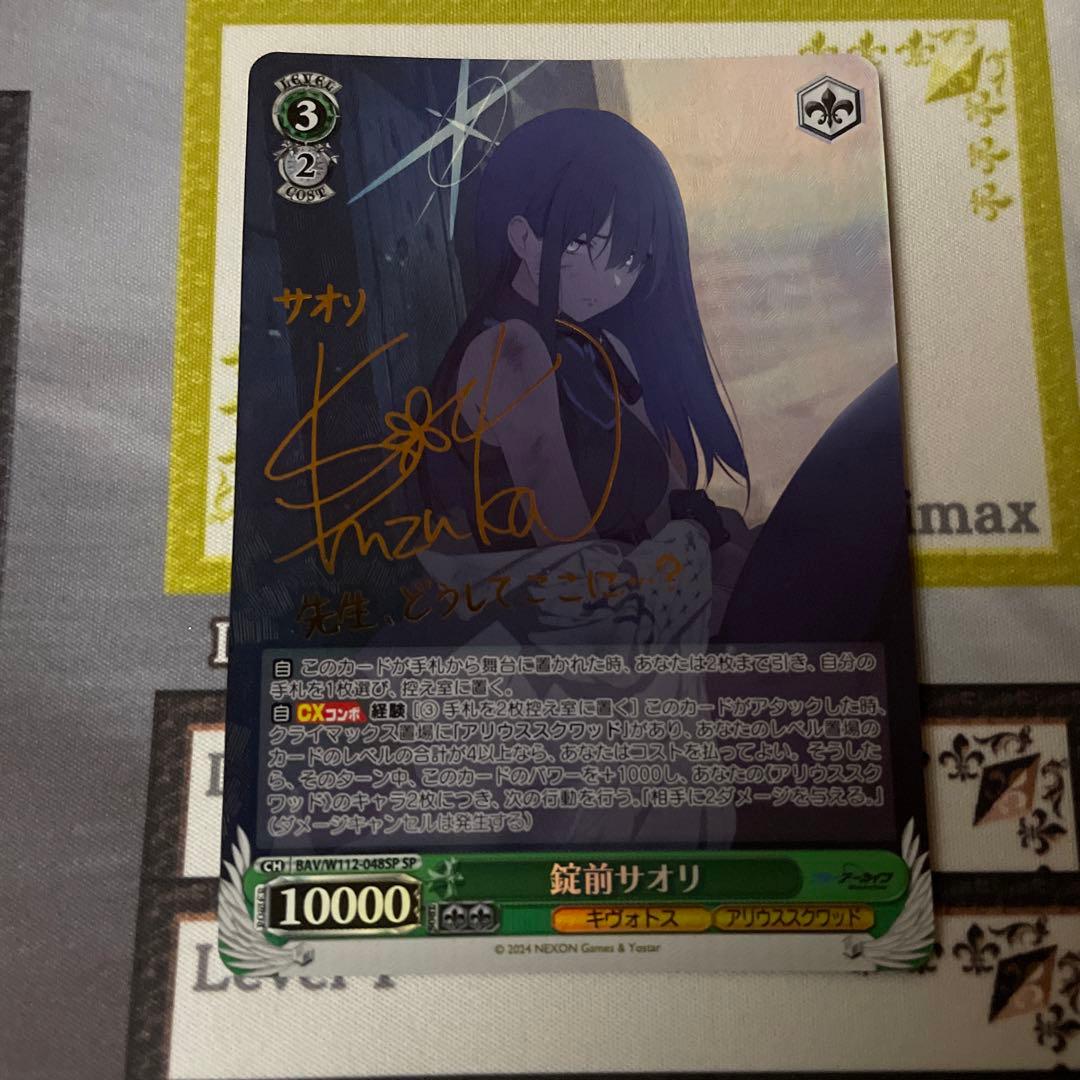 LEVEL
3
2
COST
サオリ
Yuzuka
先生、どうしてここに…?
imax
自 このカードが手札から舞台に置かれた時、あなたは2枚まで引き、自分の
手札を1枚選び、控え室に置く。
自 CXコンボ 経験 [③ 手札を2枚控え室に置く] このカードがアタックした時、
クライマックス置場に「アリウススクワッド」があり、あなたのレベル置場の
カードのレベルの合計が4以上なら、あなたはコストを払ってよい。そうした
ら、そのターン中、このカードのパワーを+1000し、あなたの《アリウススク
ワッド》のキャラ2枚につき、次の行動を行う。『相手に2ダメージを与える。』
(ダメージキャンセルは発生する)
CH BAV/W112-048SP SP
錠前サオリ
ブルーアーカイブ
10000
キヴォトス アリウススクワッド
© 2024 NEXON Games & Yostar
Level 1